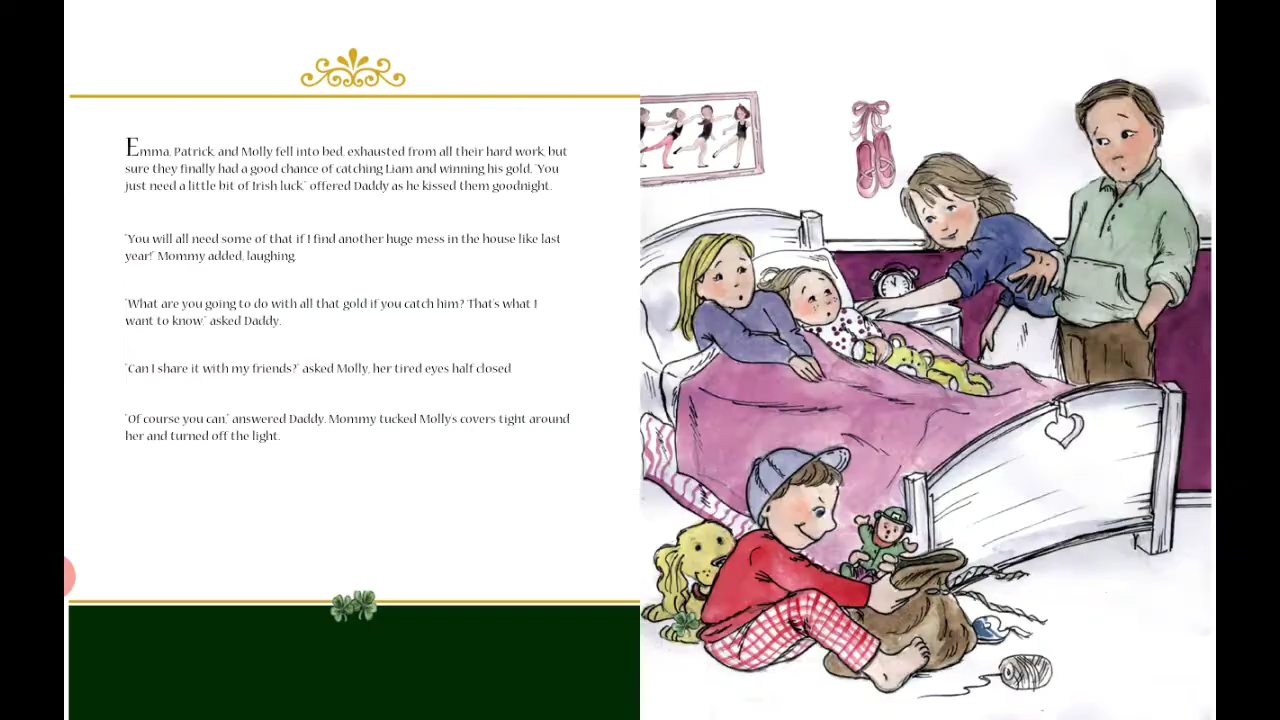 Emma, Patrick, and Molly fell into bed, exhausted from all their hard work, but
sure they finally had a good chance of catching Liam and winning his gold. "You
just need a little bit of Irish luck," offered Daddy as he kissed them goodnight.
"You will all need some of that if I find another huge mess in the house like last
year!" Mommy added, laughing.
"What are you going to do with all that gold if you catch him? That's what I
want to know," asked Daddy.
"Can I share it with my friends?" asked Molly, her tired eyes half closed.
"Of course you can," answered Daddy. Mommy tucked Molly's covers tight around
her and turned off the light.